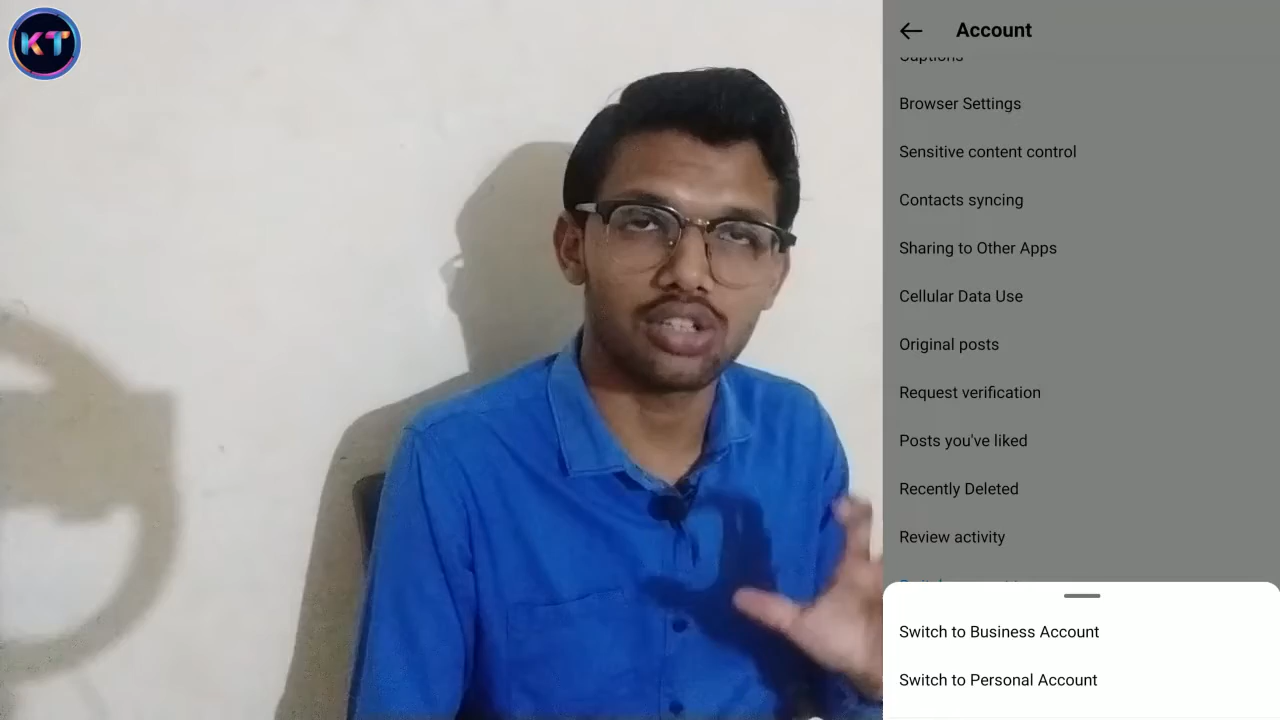 KT
Account
Captions
Browser Settings
Sensitive content control
Contacts syncing
Sharing to Other Apps
Cellular Data Use
Original posts
Request verification
Posts you've liked
Recently Deleted
Review activity
Switch to Business Account
Switch to Personal Account